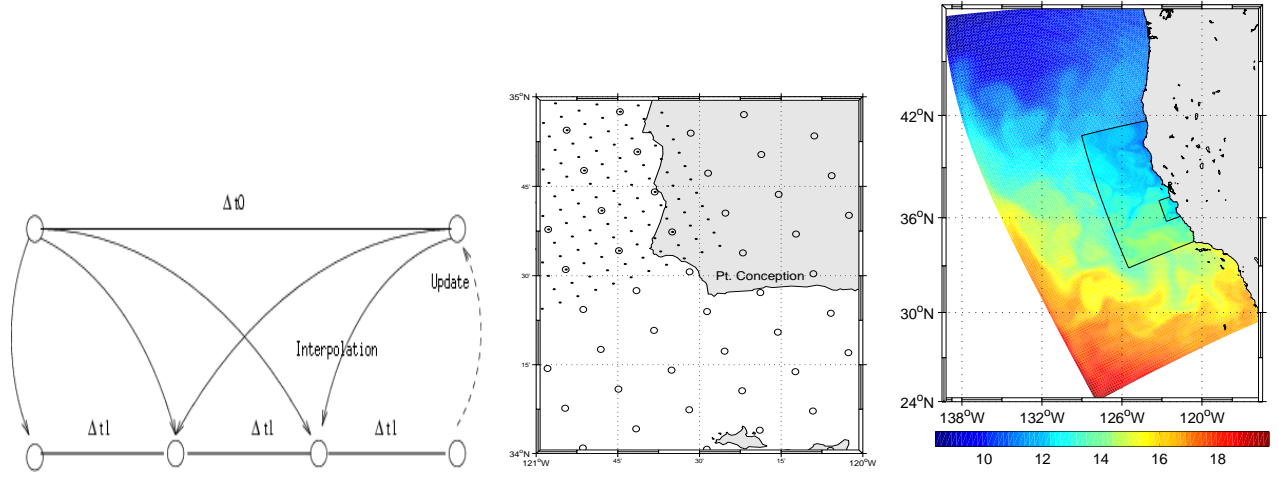 Δt0
Update
Interpolation
Δt1 Δt1 Δt1
35°N
45'
30'
15'
34°N
121°W 45' 30' 15' 120°W
Pt. Conception
42°N
36°N
30°N
24°N
138°W 132°W 126°W 120°W
10 12 14 16 18